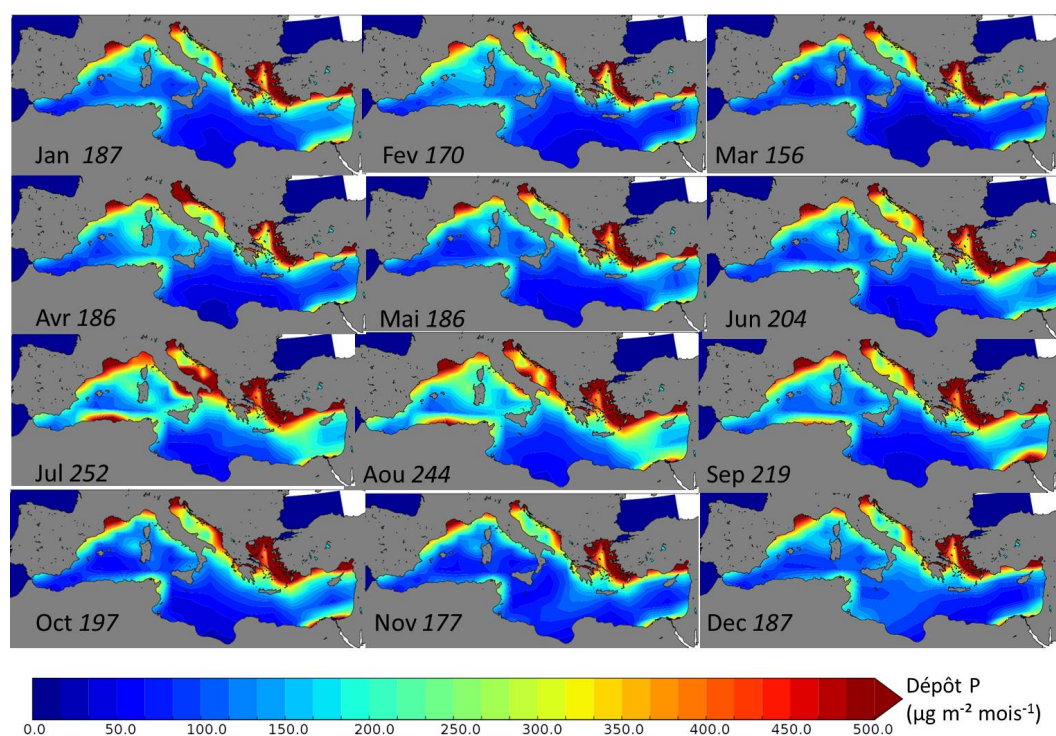 Jan 187
Fev 170
Mar 156
Avr 186
Mai 186
Jun 204
Jul 252
Aou 244
Sep 219
Oct 197
Nov 177
Dec 187
Dépôt P
(µg m⁻² mois⁻¹)
0.0 50.0 100.0 150.0 200.0 250.0 300.0 350.0 400.0 450.0 500.0